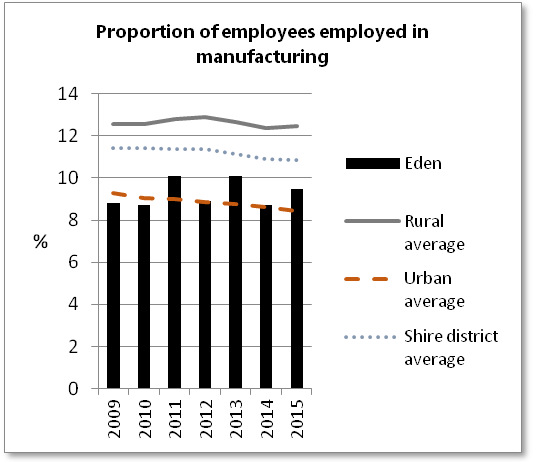 Proportion of employees employed in
manufacturing
14
12
10
8
6
4
2
0
%
2009
2010
2011
2012
2013
2014
2015
Eden
Rural
average
Urban
average
Shire district
average